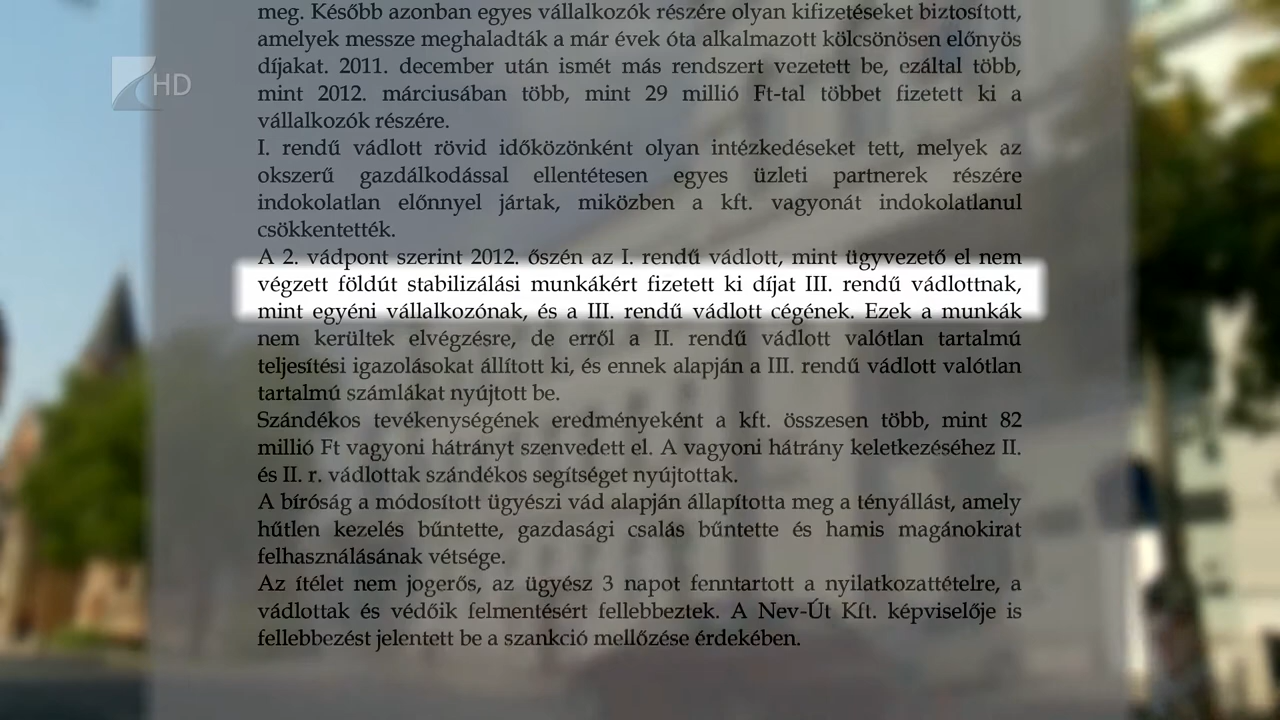 meg. Később azonban egyes vállalkozók részére olyan kifizetéseket biztosított,
amelyek messze meghaladták a már évek óta alkalmazott kölcsönösen előnyös
díjakat. 2011. december után ismét más rendszert vezetett be, ezáltal több,
mint 2012. márciusában több, mint 29 millió Ft-tal többet fizetett ki a
vállalkozók részére.
I. rendű vádlott rövid időközönként olyan intézkedéseket tett, melyek az
okszerű gazdálkodással ellentétesen egyes üzleti partnerek részére
indokolatlan előnnyel jártak, miközben a kft. vagyonát indokolatlanul
csökkentették.
A 2. vádpont szerint 2012. őszén az I. rendű vádlott, mint ügyvezető el nem
végzett földút stabilizálási munkákért fizetett ki díjat III. rendű vádlottnak,
mint egyéni vállalkozónak, és a III. rendű vádlott cégének. Ezek a munkák
nem kerültek elvégzésre, de erről a II. rendű vádlott valótlan tartalmú
teljesítési igazolásokat állított ki, és ennek alapján a III. rendű vádlott valótlan
tartalmú számlákat nyújtott be.
Szándékos tevékenységének eredményeként a kft. összesen több, mint 82
millió Ft vagyoni hátrányt szenvedett el. A vagyoni hátrány keletkezéséhez II.
és II. r. vádlottak szándékos segítséget nyújtottak.
A bíróság a módosított ügyészi vád alapján állapította meg a tényállást, amely
hűtlen kezelés bűntette, gazdasági csalás bűntette és hamis magánokirat
felhasználásának vétsége.
Az ítélet nem jogerős, az ügyész 3 napot fenntartott a nyilatkozattételre, a
vádlottak és védőik felmentésért fellebbeztek. A Nev-Út Kft. képviselője is
fellebbezést jelentett be a szankció mellőzése érdekében.
HD